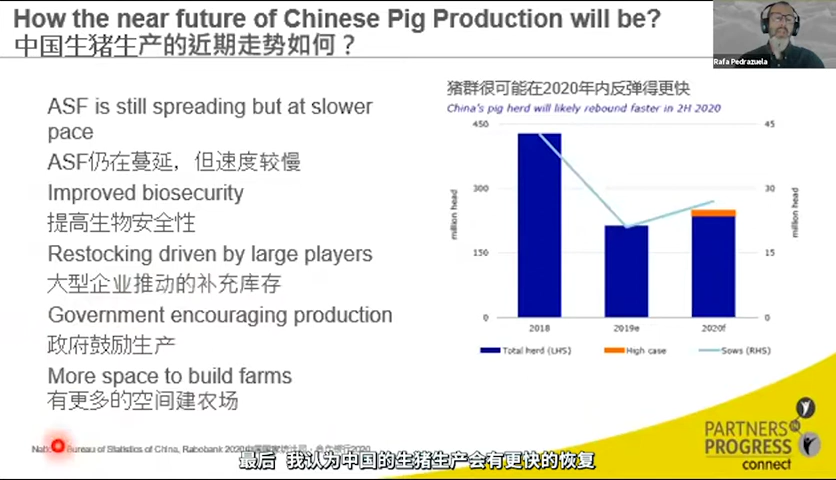 How the near future of Chinese Pig Production will be?
中国生猪生产的近期走势如何？
Rafa Pedrazuela
ASF is still spreading but at slower
pace
ASF仍在蔓延，但速度较慢
Improved biosecurity
提高生物安全性
Restocking driven by large players
大型企业推动的补充库存
Government encouraging production
政府鼓励生产
More space to build farms
有更多的空间建农场
猪群很可能在2020年内反弹得更快
China's pig herd will likely rebound faster in 2H 2020
450
300
150
0
million head
45
30
15
0
million head
2018
2019e
2020f
Total herd (LHS)
High case
Sows (RHS)
Bureau of Statistics of China, Rabobank 2020
最后 我认为中国的生猪生产会有更快的恢复
PARTNERS
IN
PROGRESS
connect